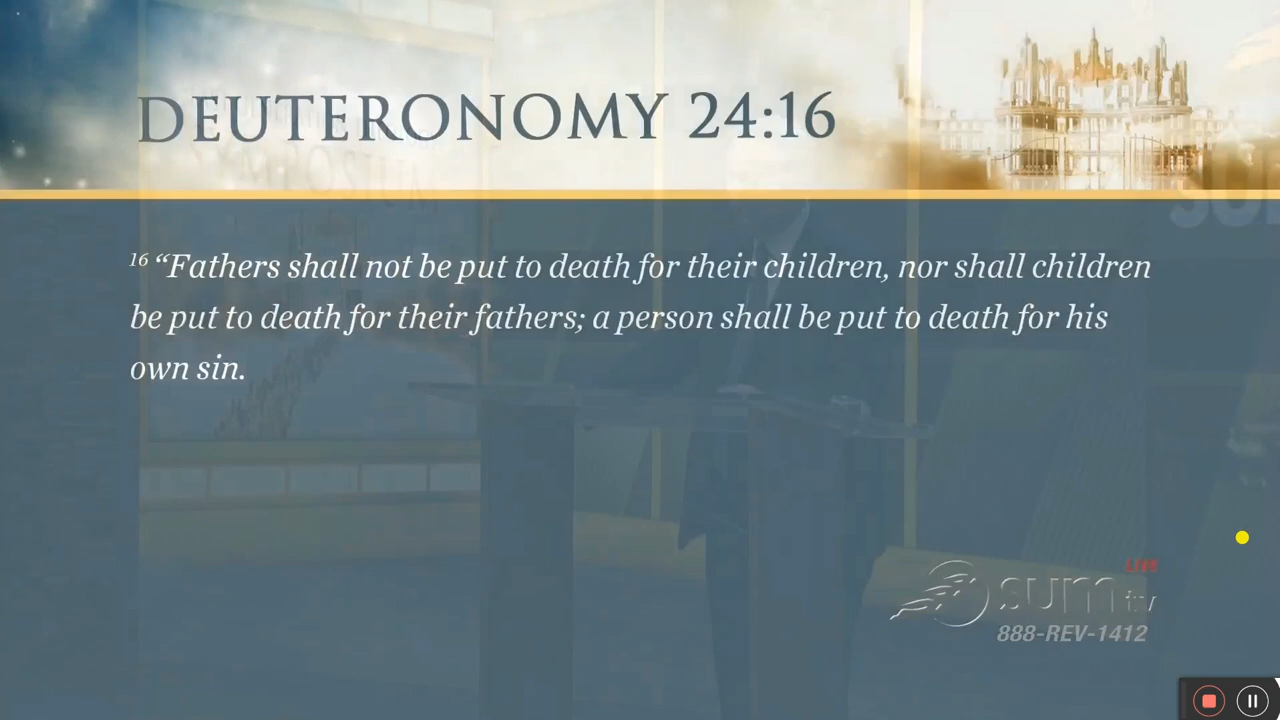 DEUTERONOMY 24:16
16 “Fathers shall not be put to death for their children, nor shall children
be put to death for their fathers; a person shall be put to death for his
own sin.
LIVE
sum tv
888-REV-1412